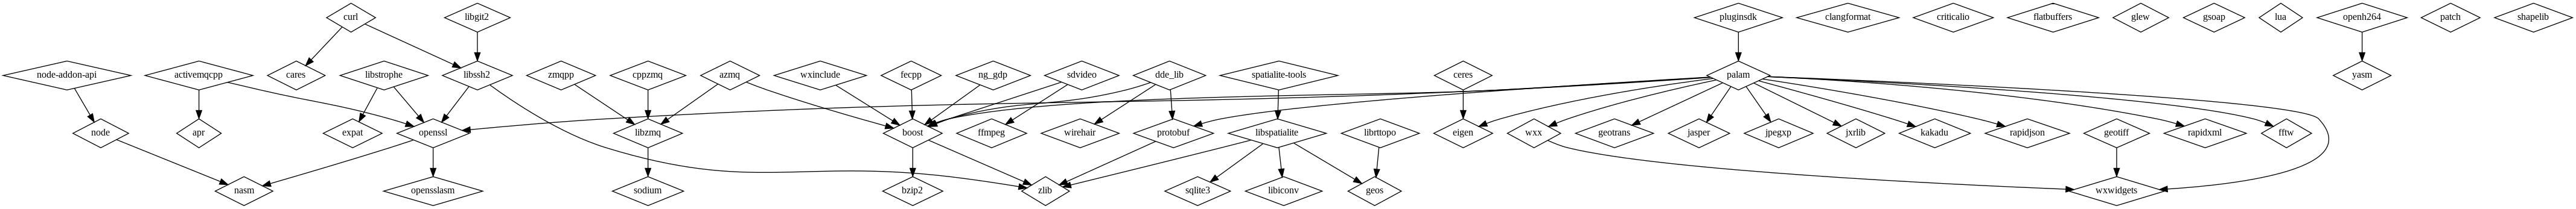 curl
libgit2
pluginsdk
clangformat
criticalio
flatbuffers
glew
gsoap
lua
openh264
patch
shapelib
node-addon-api
activemqcpp
cares
libstrophe
libssh2
zmqpp
cppzmq
azmq
wxinclude
fecpp
ng_gdp
sdvideo
dde_lib
spatialite-tools
ceres
palam
yasm
node
apr
expat
openssl
libzmq
boost
ffmpeg
wirehair
protobuf
libspatialite
librttopo
eigen
wxx
geotrans
jasper
jpegxp
jxrlib
kakadu
rapidjson
geotiff
rapidxml
fftw
nasm
opensslasm
sodium
bzip2
zlib
sqlite3
libiconv
geos
wxwidgets